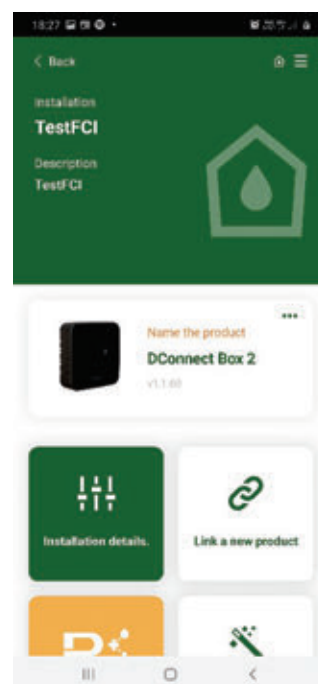 18:27
< Back
Installation
TestFCI
Description
TestFCI
Name the product
DConnect Box 2
v1.1.60
Installation details.
Link a new product